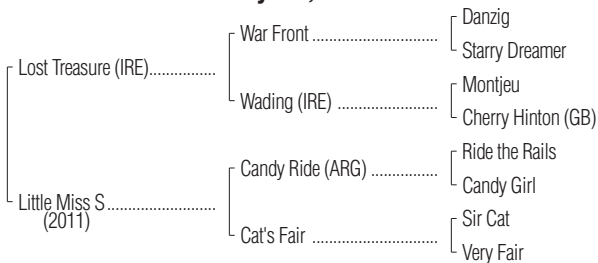 Danzig
War Front ................
Starry Dreamer
Lost Treasure (IRE)...............
Montjeu
Wading (IRE) ................
Cherry Hinton (GB)
Ride the Rails
Candy Ride (ARG) ................
Candy Girl
Little Miss S........................
(2011)
Sir Cat
Cat's Fair ................
Very Fair